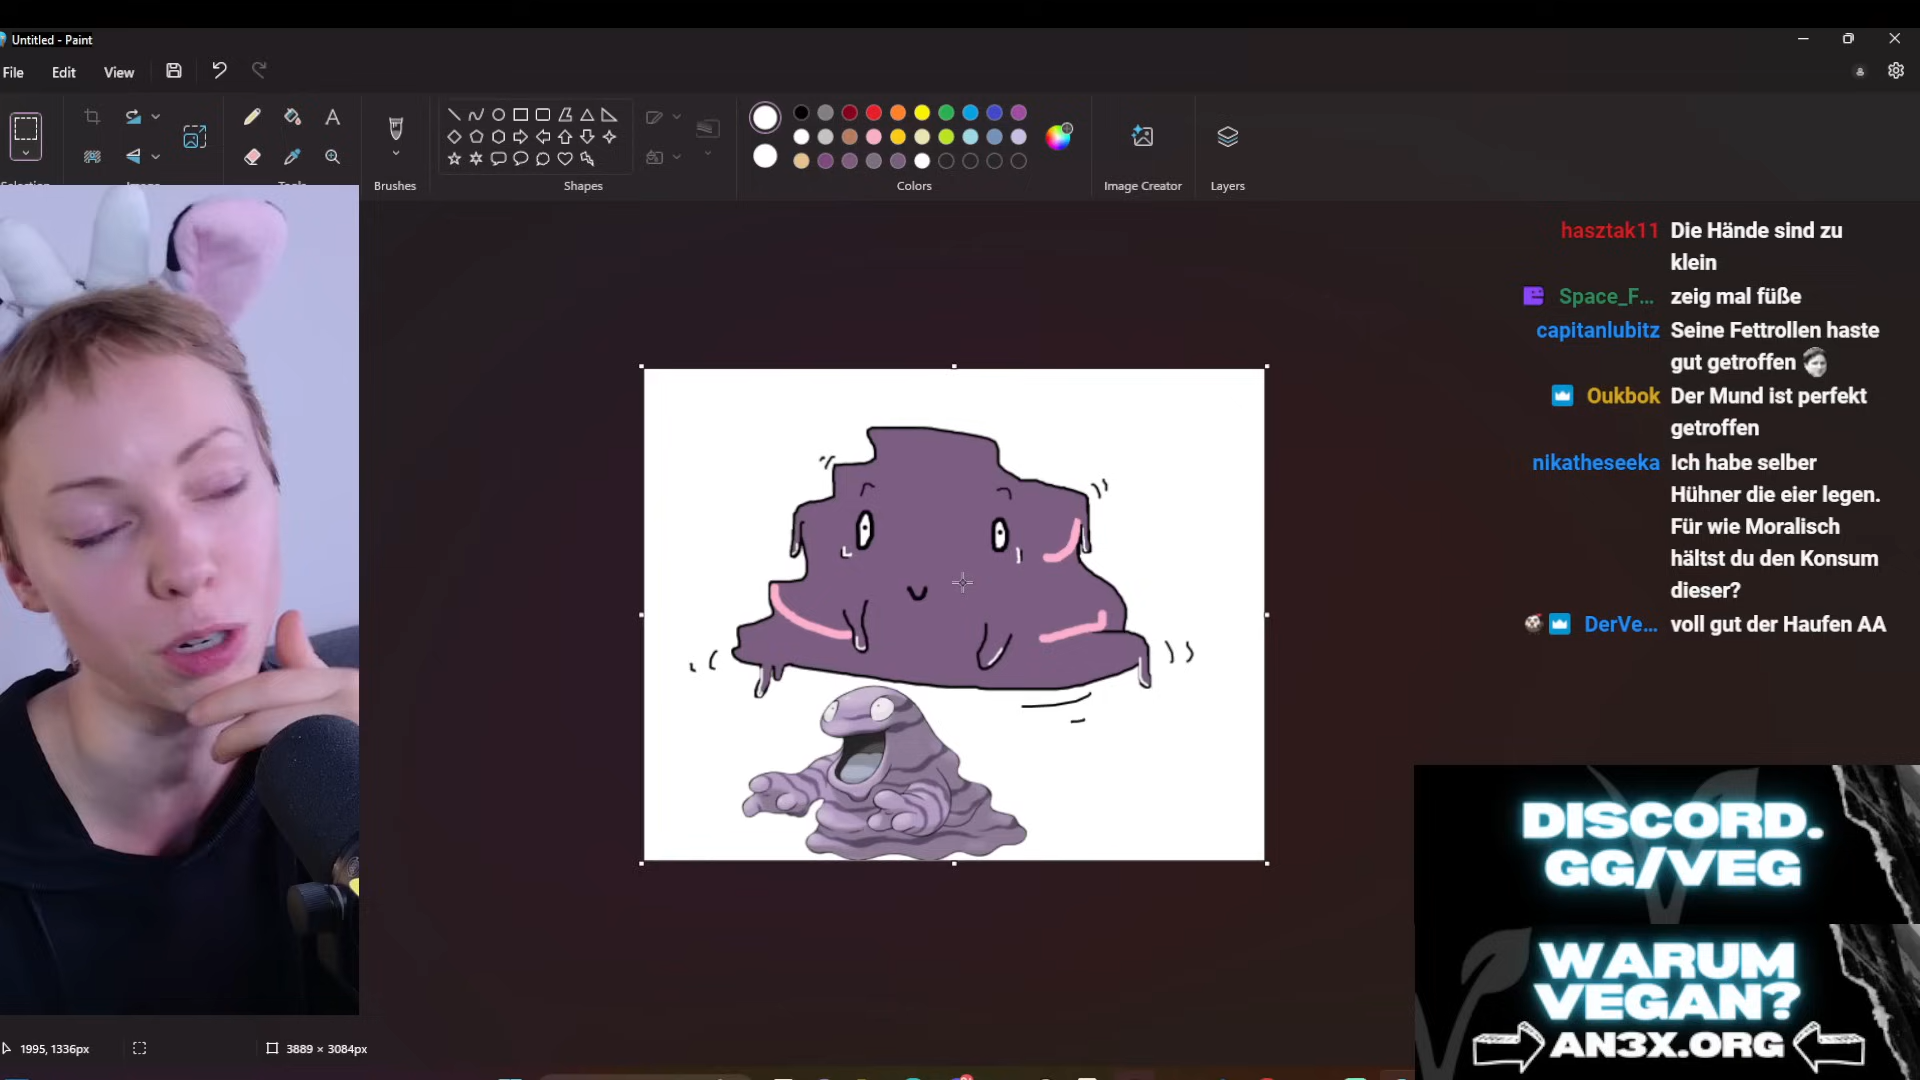 Untitled - Paint
File Edit View
Brushes Shapes Colors Image Creator Layers
hasztak11 Die Hände sind zu
klein
Space_F... zeig mal füße
capitanlubitz Seine Fettrollen haste
gut getroffen
Oukbok Der Mund ist perfekt
getroffen
nikatheseeka Ich habe selber
Hühner die eier legen.
Für wie Moralisch
hältst du den Konsum
dieser?
DerVe... voll gut der Haufen AA
DISCORD.
GG/VEG
WARUM
VEGAN?
AN3X.ORG
1995, 1336px 3889 × 3084px